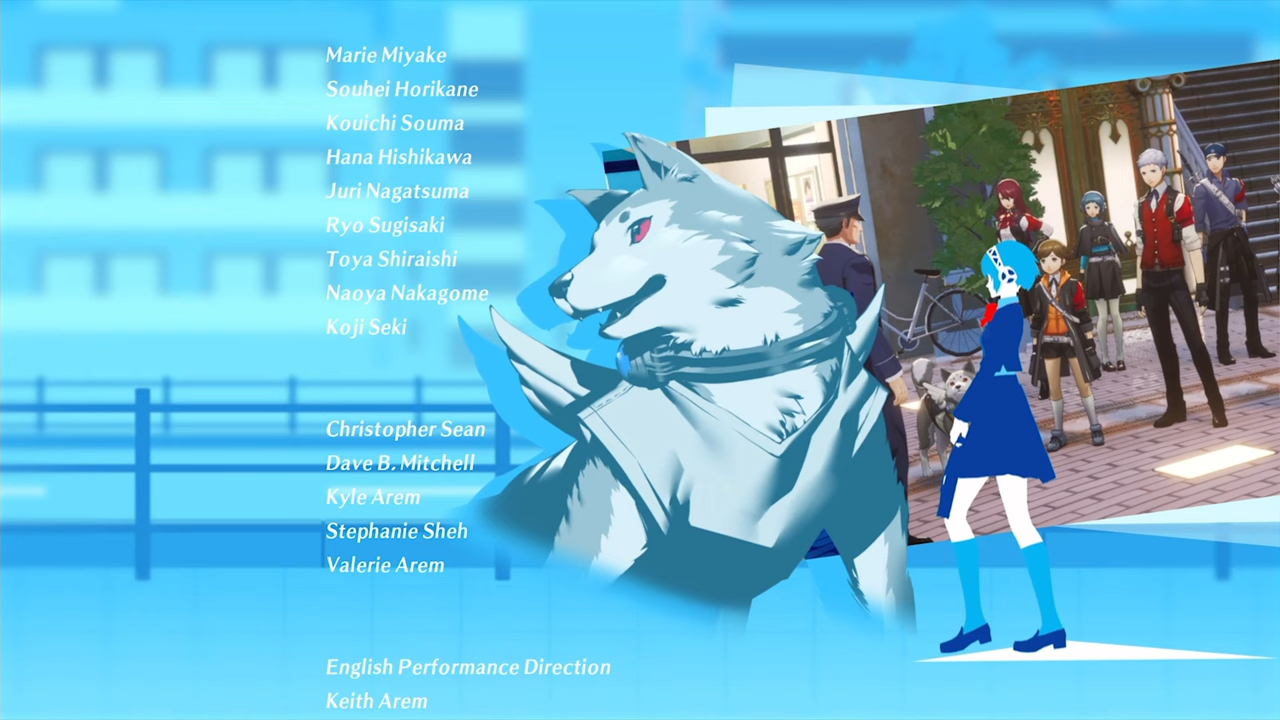 Marie Miyake
Souhei Horikane
Kouichi Souma
Hana Hishikawa
Juri Nagatsuma
Ryo Sugisaki
Toya Shiraishi
Naoya Nakagome
Koji Seki
Christopher Sean
Dave B. Mitchell
Kyle Arem
Stephanie Sheh
Valerie Arem
English Performance Direction
Keith Arem